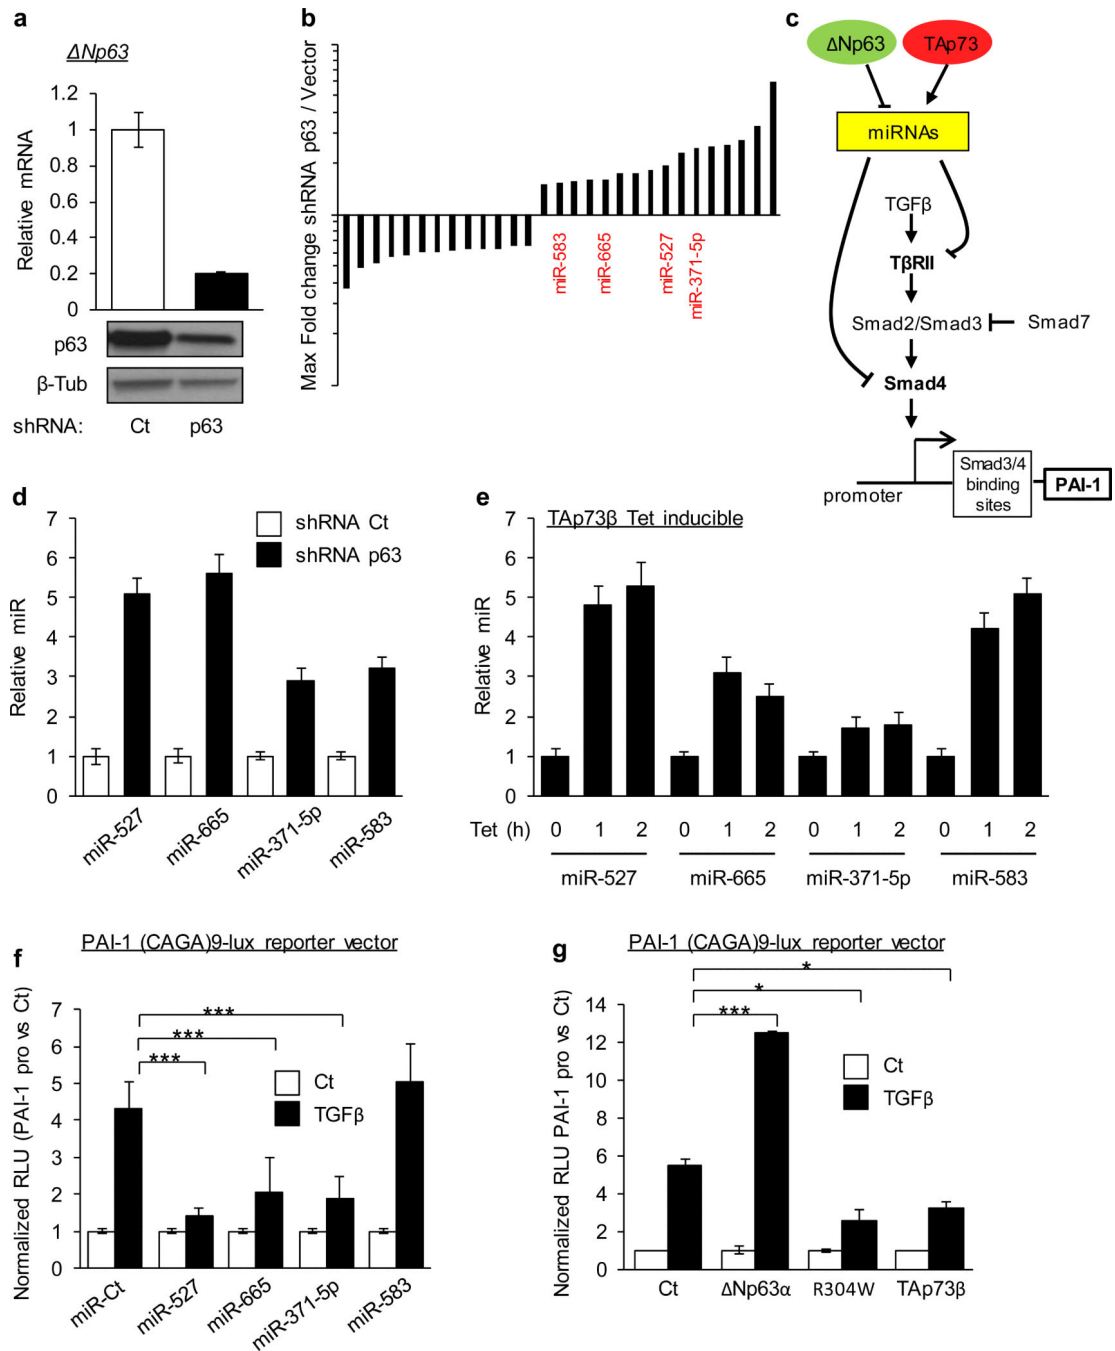 a
ΔNp63
Relative mRNA
1.2
1
0.8
0.6
0.4
0.2
0
p63
β-Tub
shRNA: Ct p63
b
Max Fold change shRNA p63 / Vector
miR-583
miR-665
miR-527
miR-371-5p
c
ΔNp63 TAp73
miRNAs
TGFβ
TβRII
Smad2/Smad3 Smad7
Smad4
promoter
Smad3/4
binding
sites
PAI-1
d
Relative miR
7
6
5
4
3
2
1
0
shRNA Ct
shRNA p63
miR-527 miR-665 miR-371-5p miR-583
e
TAp73β Tet inducible
Relative miR
7
6
5
4
3
2
1
0
Tet (h) 0 1 2 0 1 2 0 1 2 0 1 2
miR-527 miR-665 miR-371-5p miR-583
f
PAI-1 (CAGA)9-lux reporter vector
Normalized RLU (PAI-1 pro vs Ct)
7
6
5
4
3
2
1
0
***
***
***
Ct
TGFβ
miR-Ct miR-527 miR-665 miR-371-5p miR-583
g
PAI-1 (CAGA)9-lux reporter vector
Normalized RLU PAI-1 pro vs Ct)
14
12
10
8
6
4
2
0
*
*
***
Ct
TGFβ
Ct ΔNp63α R304W TAp73β